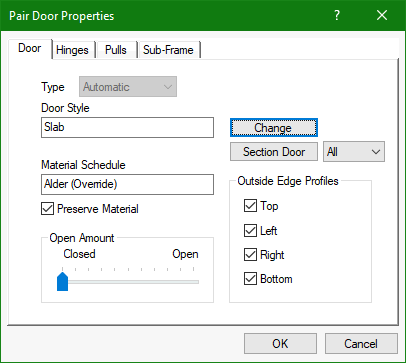 Pair Door Properties
Door Hinges Pulls Sub-Frame
Type Automatic
Door Style
Slab
Change
Section Door All
Material Schedule
Alder (Override)
Preserve Material
Outside Edge Profiles
Top
Left
Right
Bottom
Open Amount
Closed Open
OK Cancel